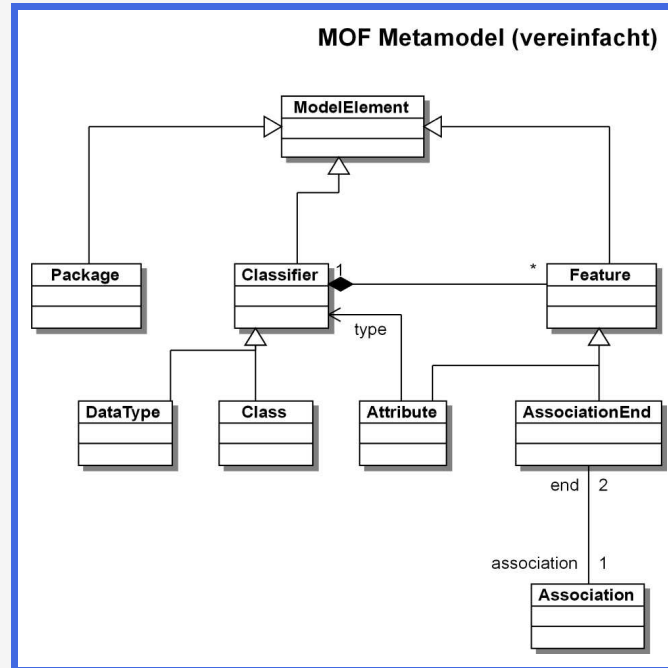 MOF Metamodel (vereinfacht)
ModelElement
Package
Classifier
1
*
Feature
type
DataType
Class
Attribute
AssociationEnd
end
2
association
1
Association